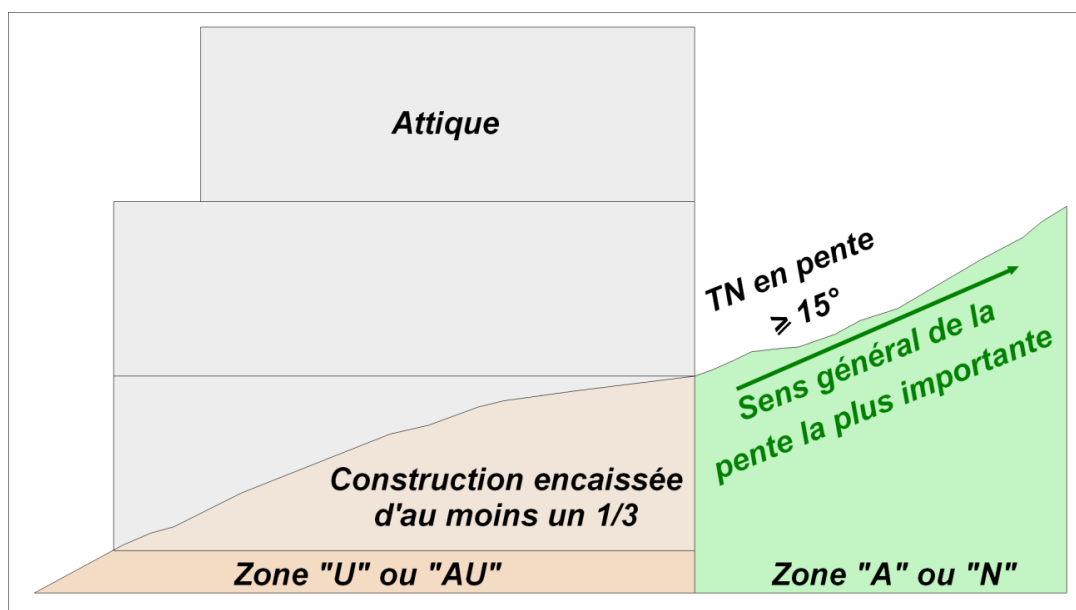 Attique
TN en pente
⩾ 15°
Sens général de la
pente la plus importante
Construction encaissée
d'au moins un 1/3
Zone "U" ou "AU"
Zone "A" ou "N"